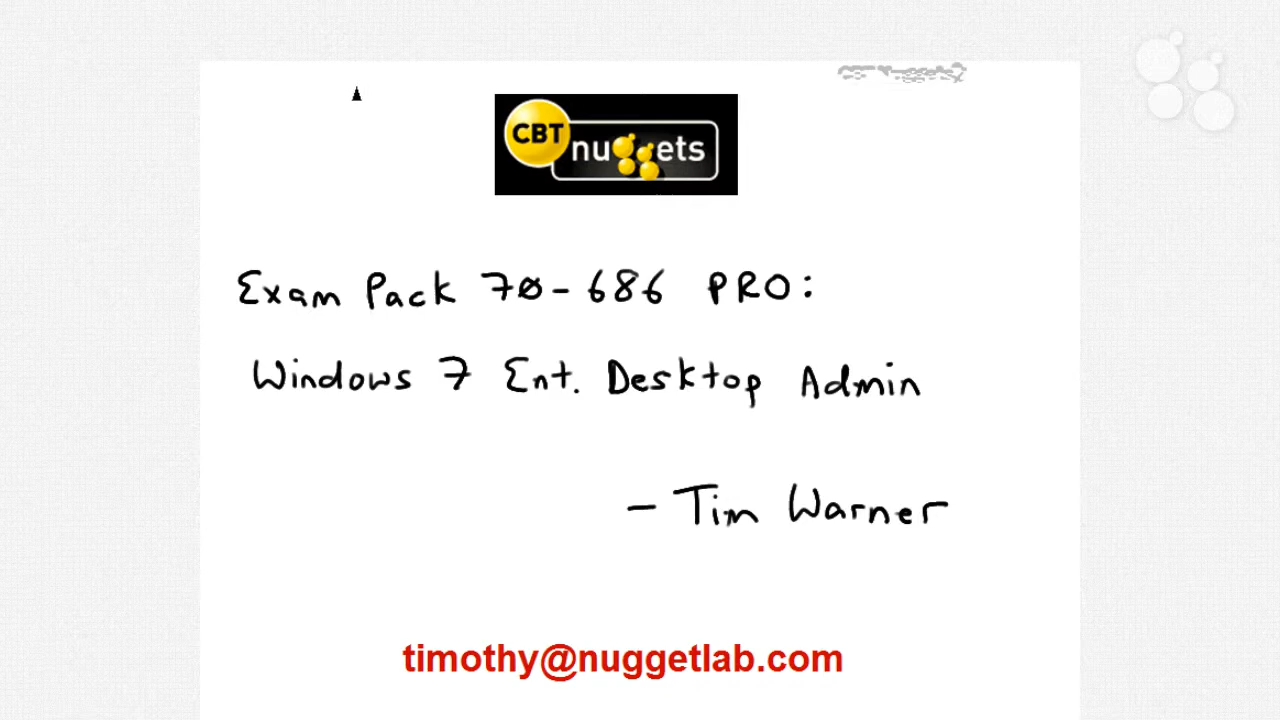 CBT nuggets
Exam Pack 70-686 PRO:
Windows 7 Ent. Desktop Admin
- Tim Warner
timothy@nuggetlab.com